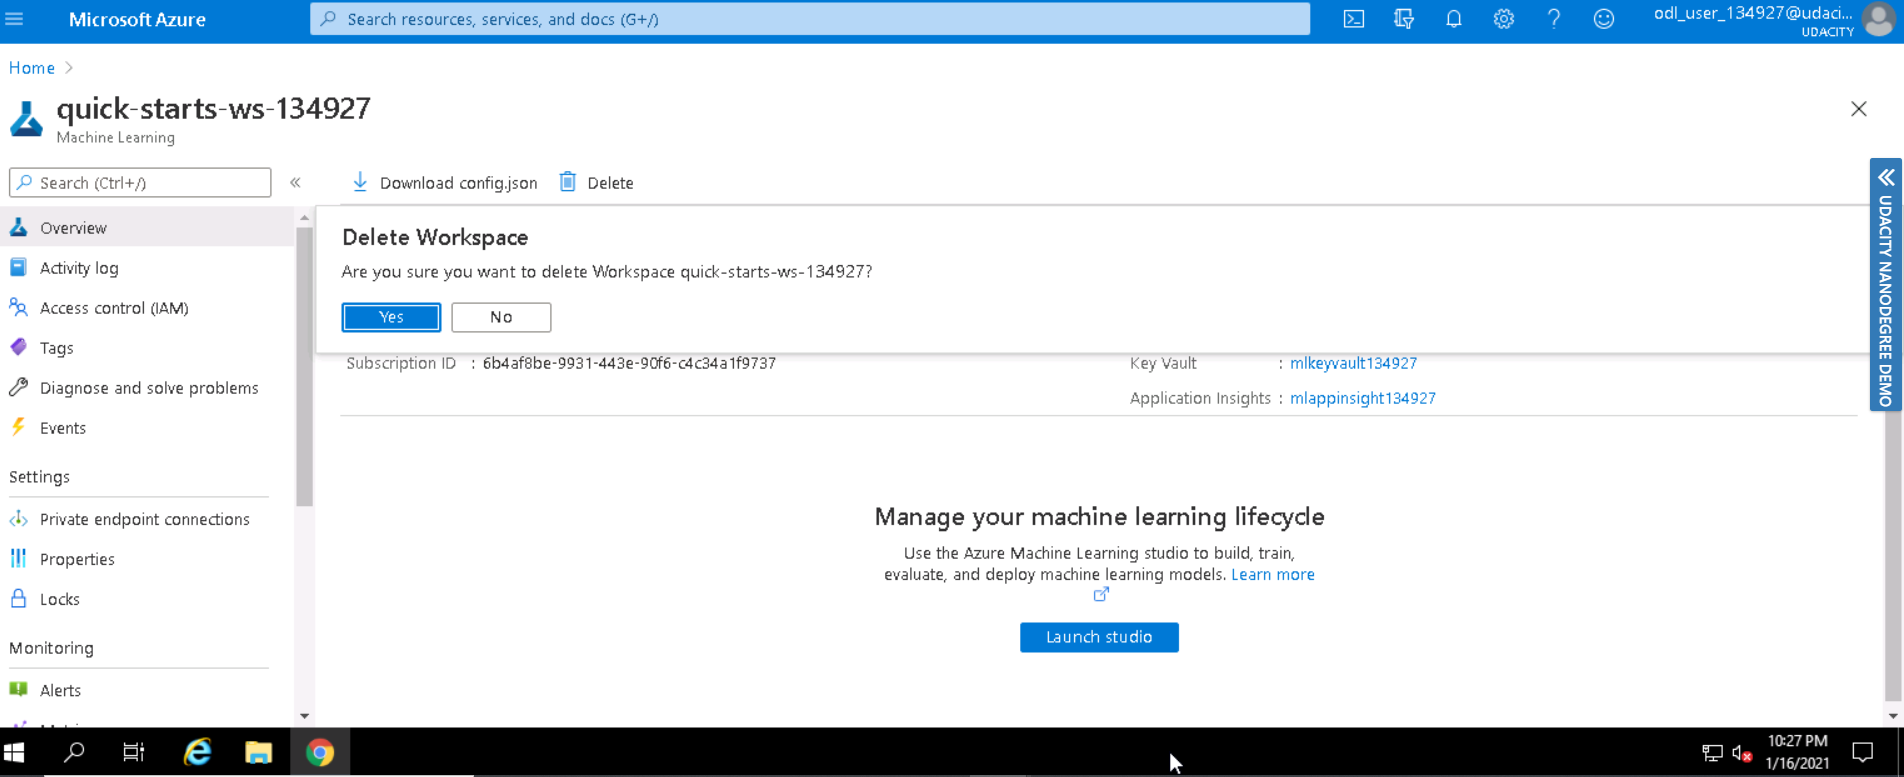 Microsoft Azure
Search resources, services, and docs (G+/)
odl_user_134927@udaci...
UDACITY
Home
quick-starts-ws-134927
Machine Learning
Search (Ctrl+/)
«
Download config.json
Delete
Overview
Activity log
Access control (IAM)
Tags
Diagnose and solve problems
Events
Settings
Private endpoint connections
Properties
Locks
Monitoring
Alerts
Delete Workspace
Are you sure you want to delete Workspace quick-starts-ws-134927?
Yes
No
Subscription ID : 6b4af8be-9931-443e-90f6-c4c34a1f9737
Key Vault : mlkeyvault134927
Application Insights : mlappinsight134927
Manage your machine learning lifecycle
Use the Azure Machine Learning studio to build, train,
evaluate, and deploy machine learning models. Learn more
Launch studio
UDACITY NANODEGREE DEMO
10:27 PM
1/16/2021